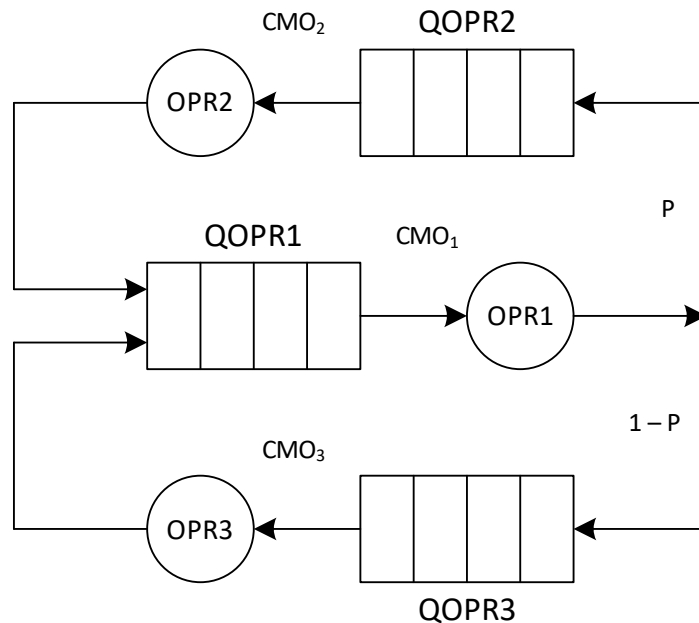 CMO₂
QOPR2
OPR2
P
QOPR1
CMO₁
OPR1
1 – P
CMO₃
OPR3
QOPR3